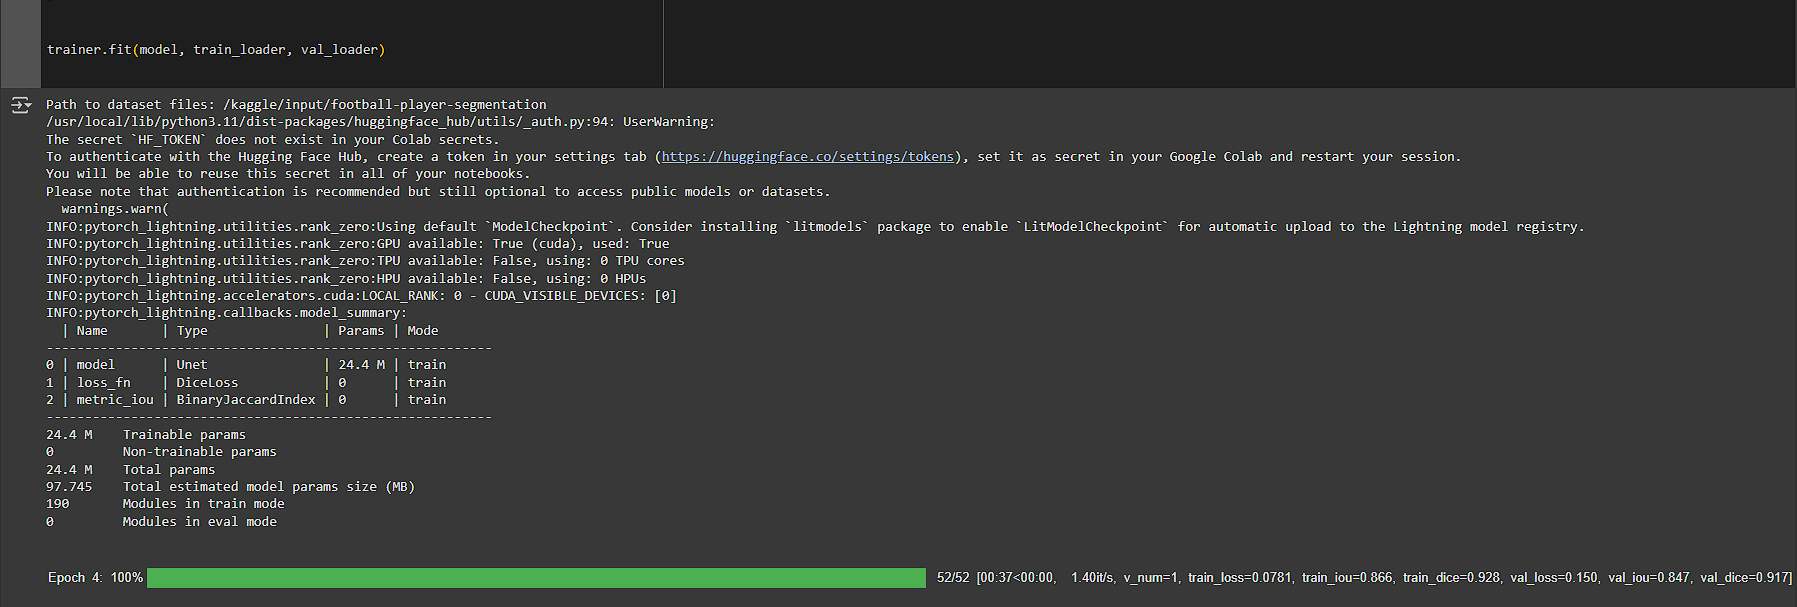 trainer.fit(model, train_loader, val_loader)
Path to dataset files: /kaggle/input/football-player-segmentation
/usr/local/lib/python3.11/dist-packages/huggingface_hub/utils/_auth.py:94: UserWarning:
The secret `HF_TOKEN` does not exist in your Colab secrets.
To authenticate with the Hugging Face Hub, create a token in your settings tab (https://huggingface.co/settings/tokens), set it as secret in your Google Colab and restart your session.
You will be able to reuse this secret in all of your notebooks.
Please note that authentication is recommended but still optional to access public models or datasets.
  warnings.warn(
INFO:pytorch_lightning.utilities.rank_zero:Using default `ModelCheckpoint`. Consider installing `litmodels` package to enable `LitModelCheckpoint` for automatic upload to the Lightning model registry.
INFO:pytorch_lightning.utilities.rank_zero:GPU available: True (cuda), used: True
INFO:pytorch_lightning.utilities.rank_zero:TPU available: False, using: 0 TPU cores
INFO:pytorch_lightning.utilities.rank_zero:HPU available: False, using: 0 HPUs
INFO:pytorch_lightning.accelerators.cuda:LOCAL_RANK: 0 - CUDA_VISIBLE_DEVICES: [0]
INFO:pytorch_lightning.callbacks.model_summary:
  | Name       | Type               | Params | Mode
----------------------------------------------------------
0 | model      | Unet               | 24.4 M | train
1 | loss_fn    | DiceLoss           | 0      | train
2 | metric_iou | BinaryJaccardIndex | 0      | train
----------------------------------------------------------
24.4 M    Trainable params
0         Non-trainable params
24.4 M    Total params
97.745    Total estimated model params size (MB)
190       Modules in train mode
0         Modules in eval mode
Epoch 4: 100% 52/52 [00:37<00:00, 1.40it/s, v_num=1, train_loss=0.0781, train_iou=0.866, train_dice=0.928, val_loss=0.150, val_iou=0.847, val_dice=0.917]